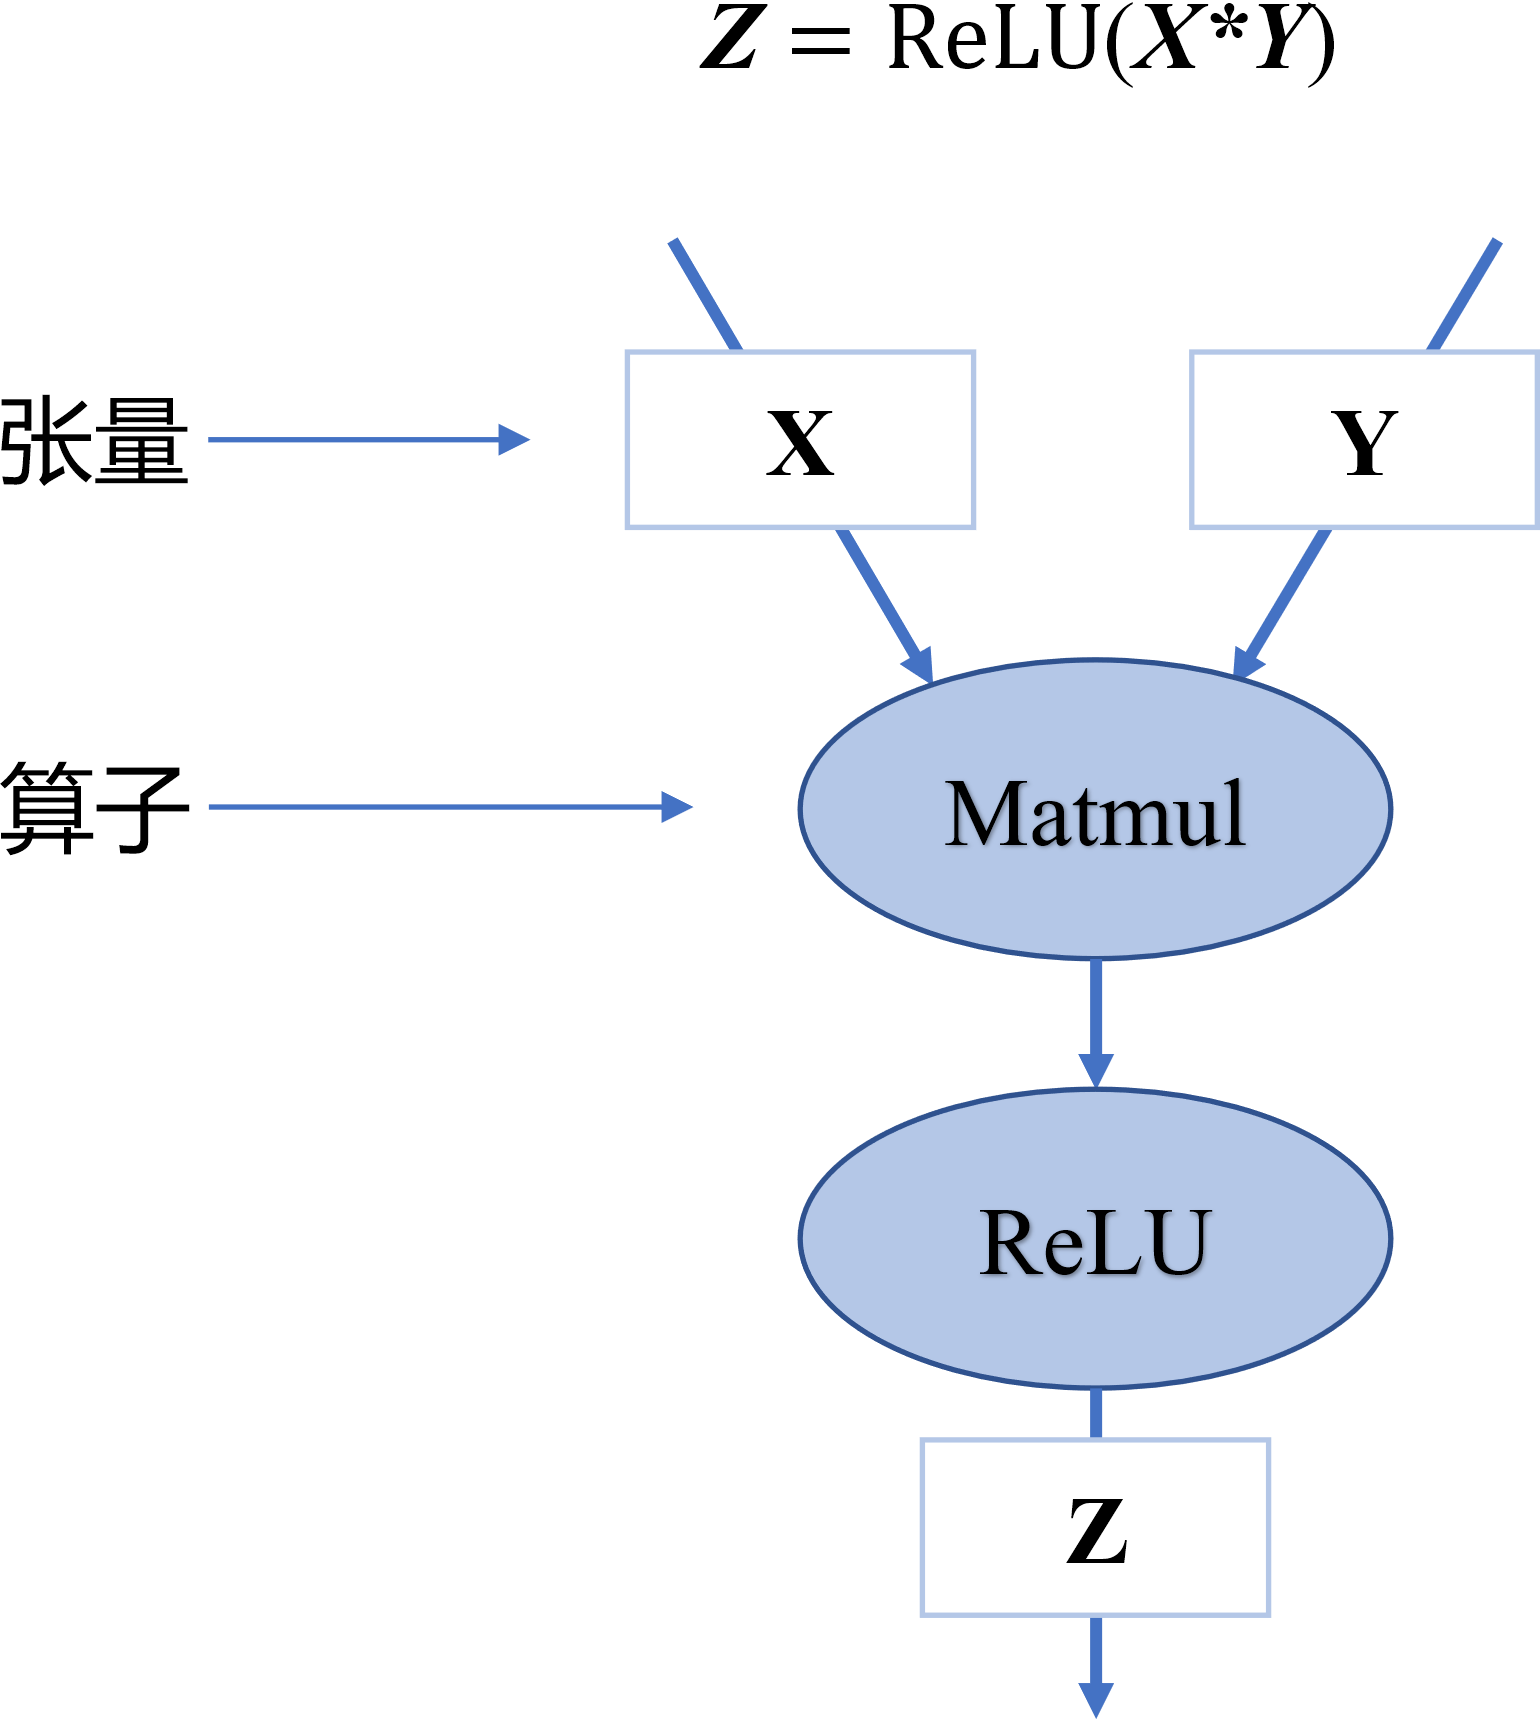 Z = ReLU(X*Y)
张量
X
Y
算子
Matmul
ReLU
Z